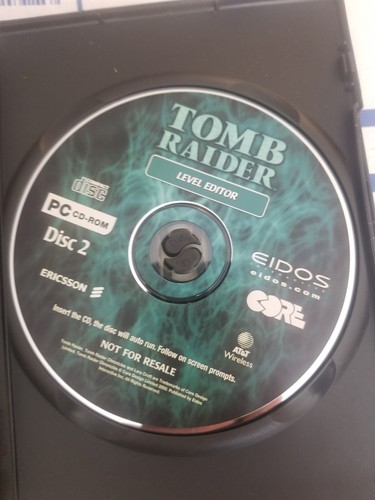 TOMB
RAIDER
LEVEL EDITOR
disc
PC CD-ROM
Disc 2
EIDOS
eidos.com
ERICSSON
CORE
AT&T
Wireless
Insert the CD, the disc will auto run. Follow on screen prompts.
NOT FOR RESALE